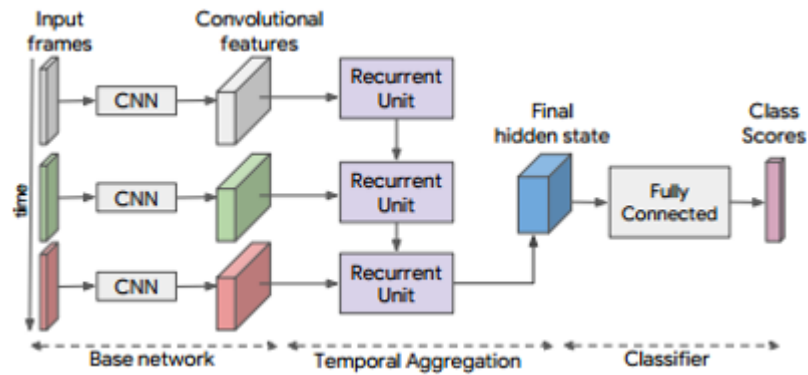 Input
frames
Convolutional
features
CNN
Recurrent
Unit
Final
hidden state
Class
Scores
time
CNN
Recurrent
Unit
Fully
Connected
CNN
Recurrent
Unit
Base network
Temporal Aggregation
Classifier